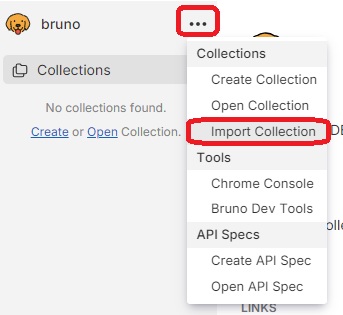 bruno
...
Collections
No collections found.
Create or Open Collection.
Collections
Create Collection
Open Collection
Import Collection
Tools
Chrome Console
Bruno Dev Tools
API Specs
Create API Spec
Open API Spec
LINKS